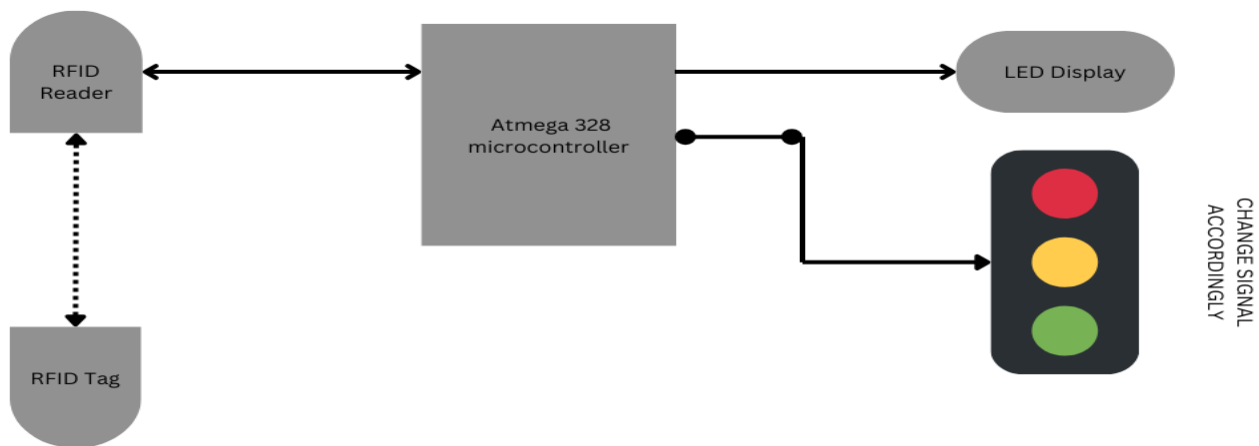 RFID
Reader
Atmega 328
microcontroller
LED Display
CHANGE SIGNAL
ACCORDINGLY
RFID Tag